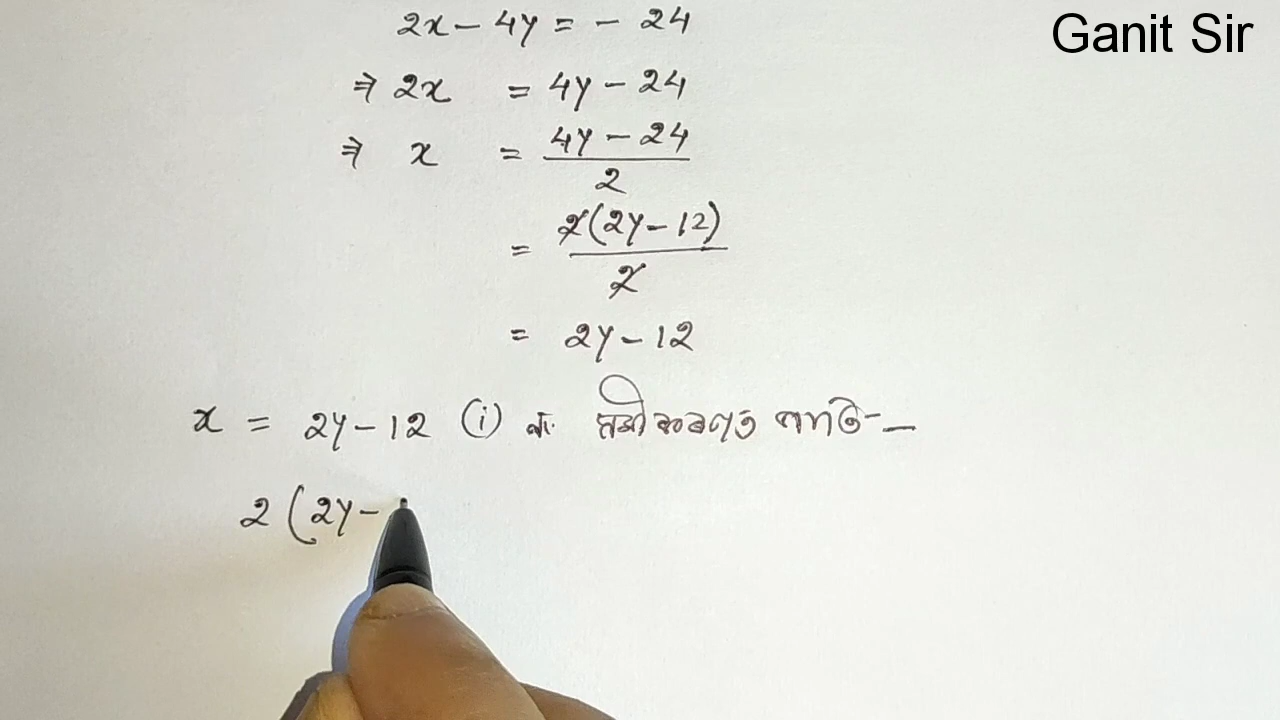 Ganit Sir
2x - 4y = - 24
⇒ 2x = 4y - 24
⇒ x = 4y - 24
2
= 2(2y - 12)
2
= 2y - 12
x = 2y - 12 (i) নং সমীকৰণত
2 (2y -